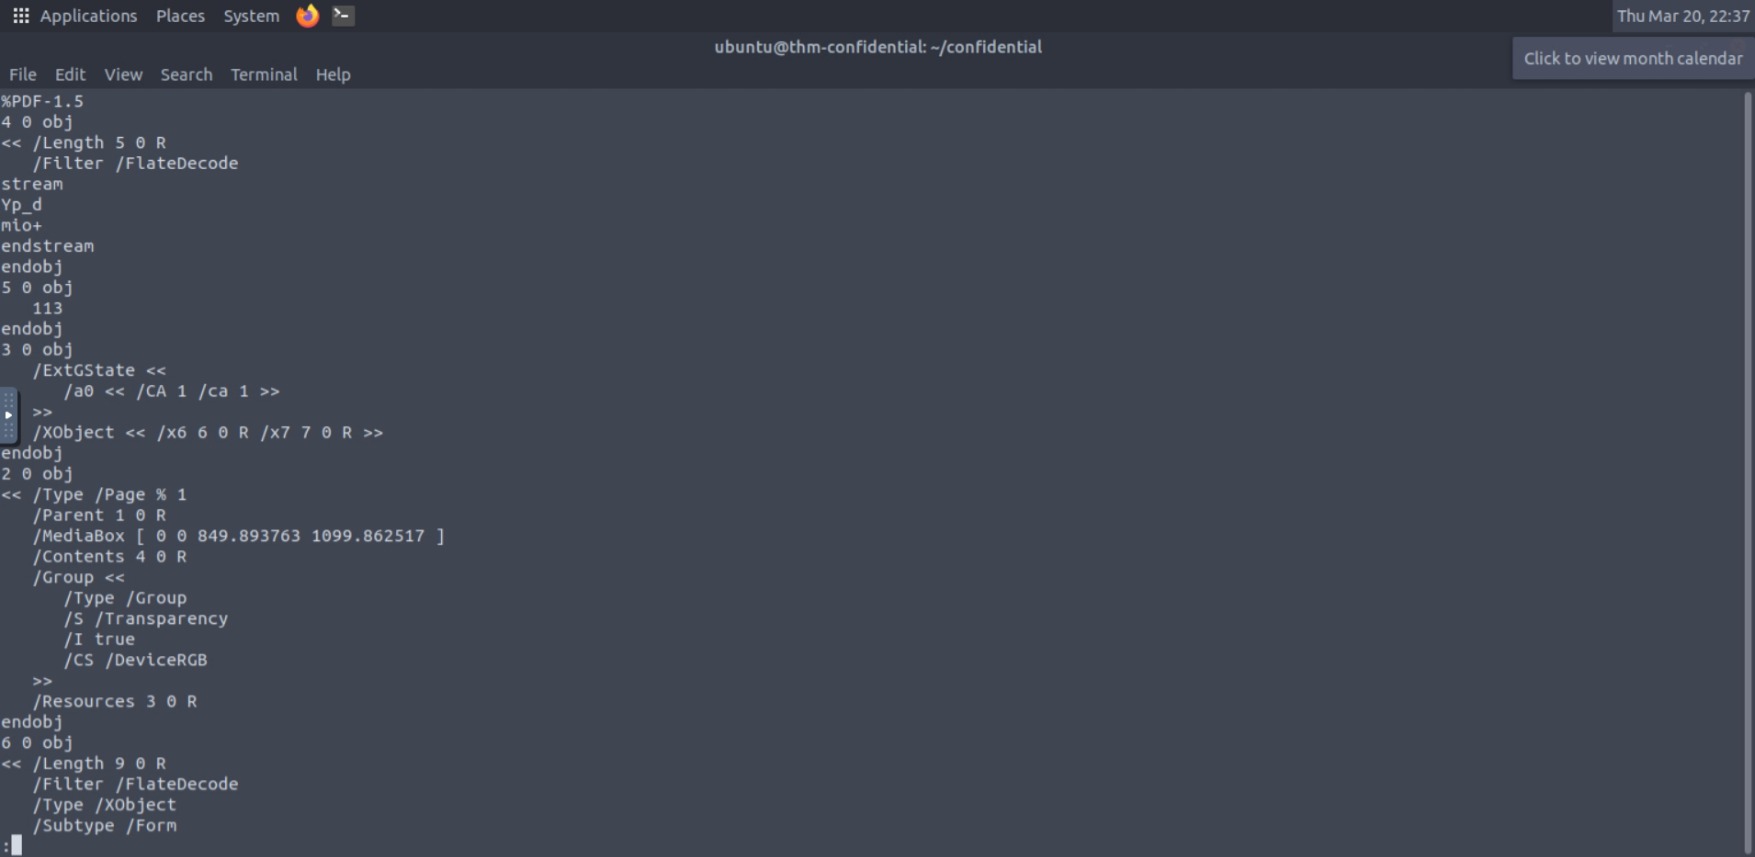 Applications Places System Thu Mar 20, 22:37
ubuntu@thm-confidential: ~/confidential
Click to view month calendar
File Edit View Search Terminal Help
%PDF-1.5
4 0 obj
<< /Length 5 0 R
   /Filter /FlateDecode
stream
Yp_d
mio+
endstream
endobj
5 0 obj
   113
endobj
3 0 obj
   /ExtGState <<
      /a0 << /CA 1 /ca 1 >>
   >>
   /XObject << /x6 6 0 R /x7 7 0 R >>
endobj
2 0 obj
<< /Type /Page % 1
   /Parent 1 0 R
   /MediaBox [ 0 0 849.893763 1099.862517 ]
   /Contents 4 0 R
   /Group <<
      /Type /Group
      /S /Transparency
      /I true
      /CS /DeviceRGB
   >>
   /Resources 3 0 R
endobj
6 0 obj
<< /Length 9 0 R
   /Filter /FlateDecode
   /Type /XObject
   /Subtype /Form
: